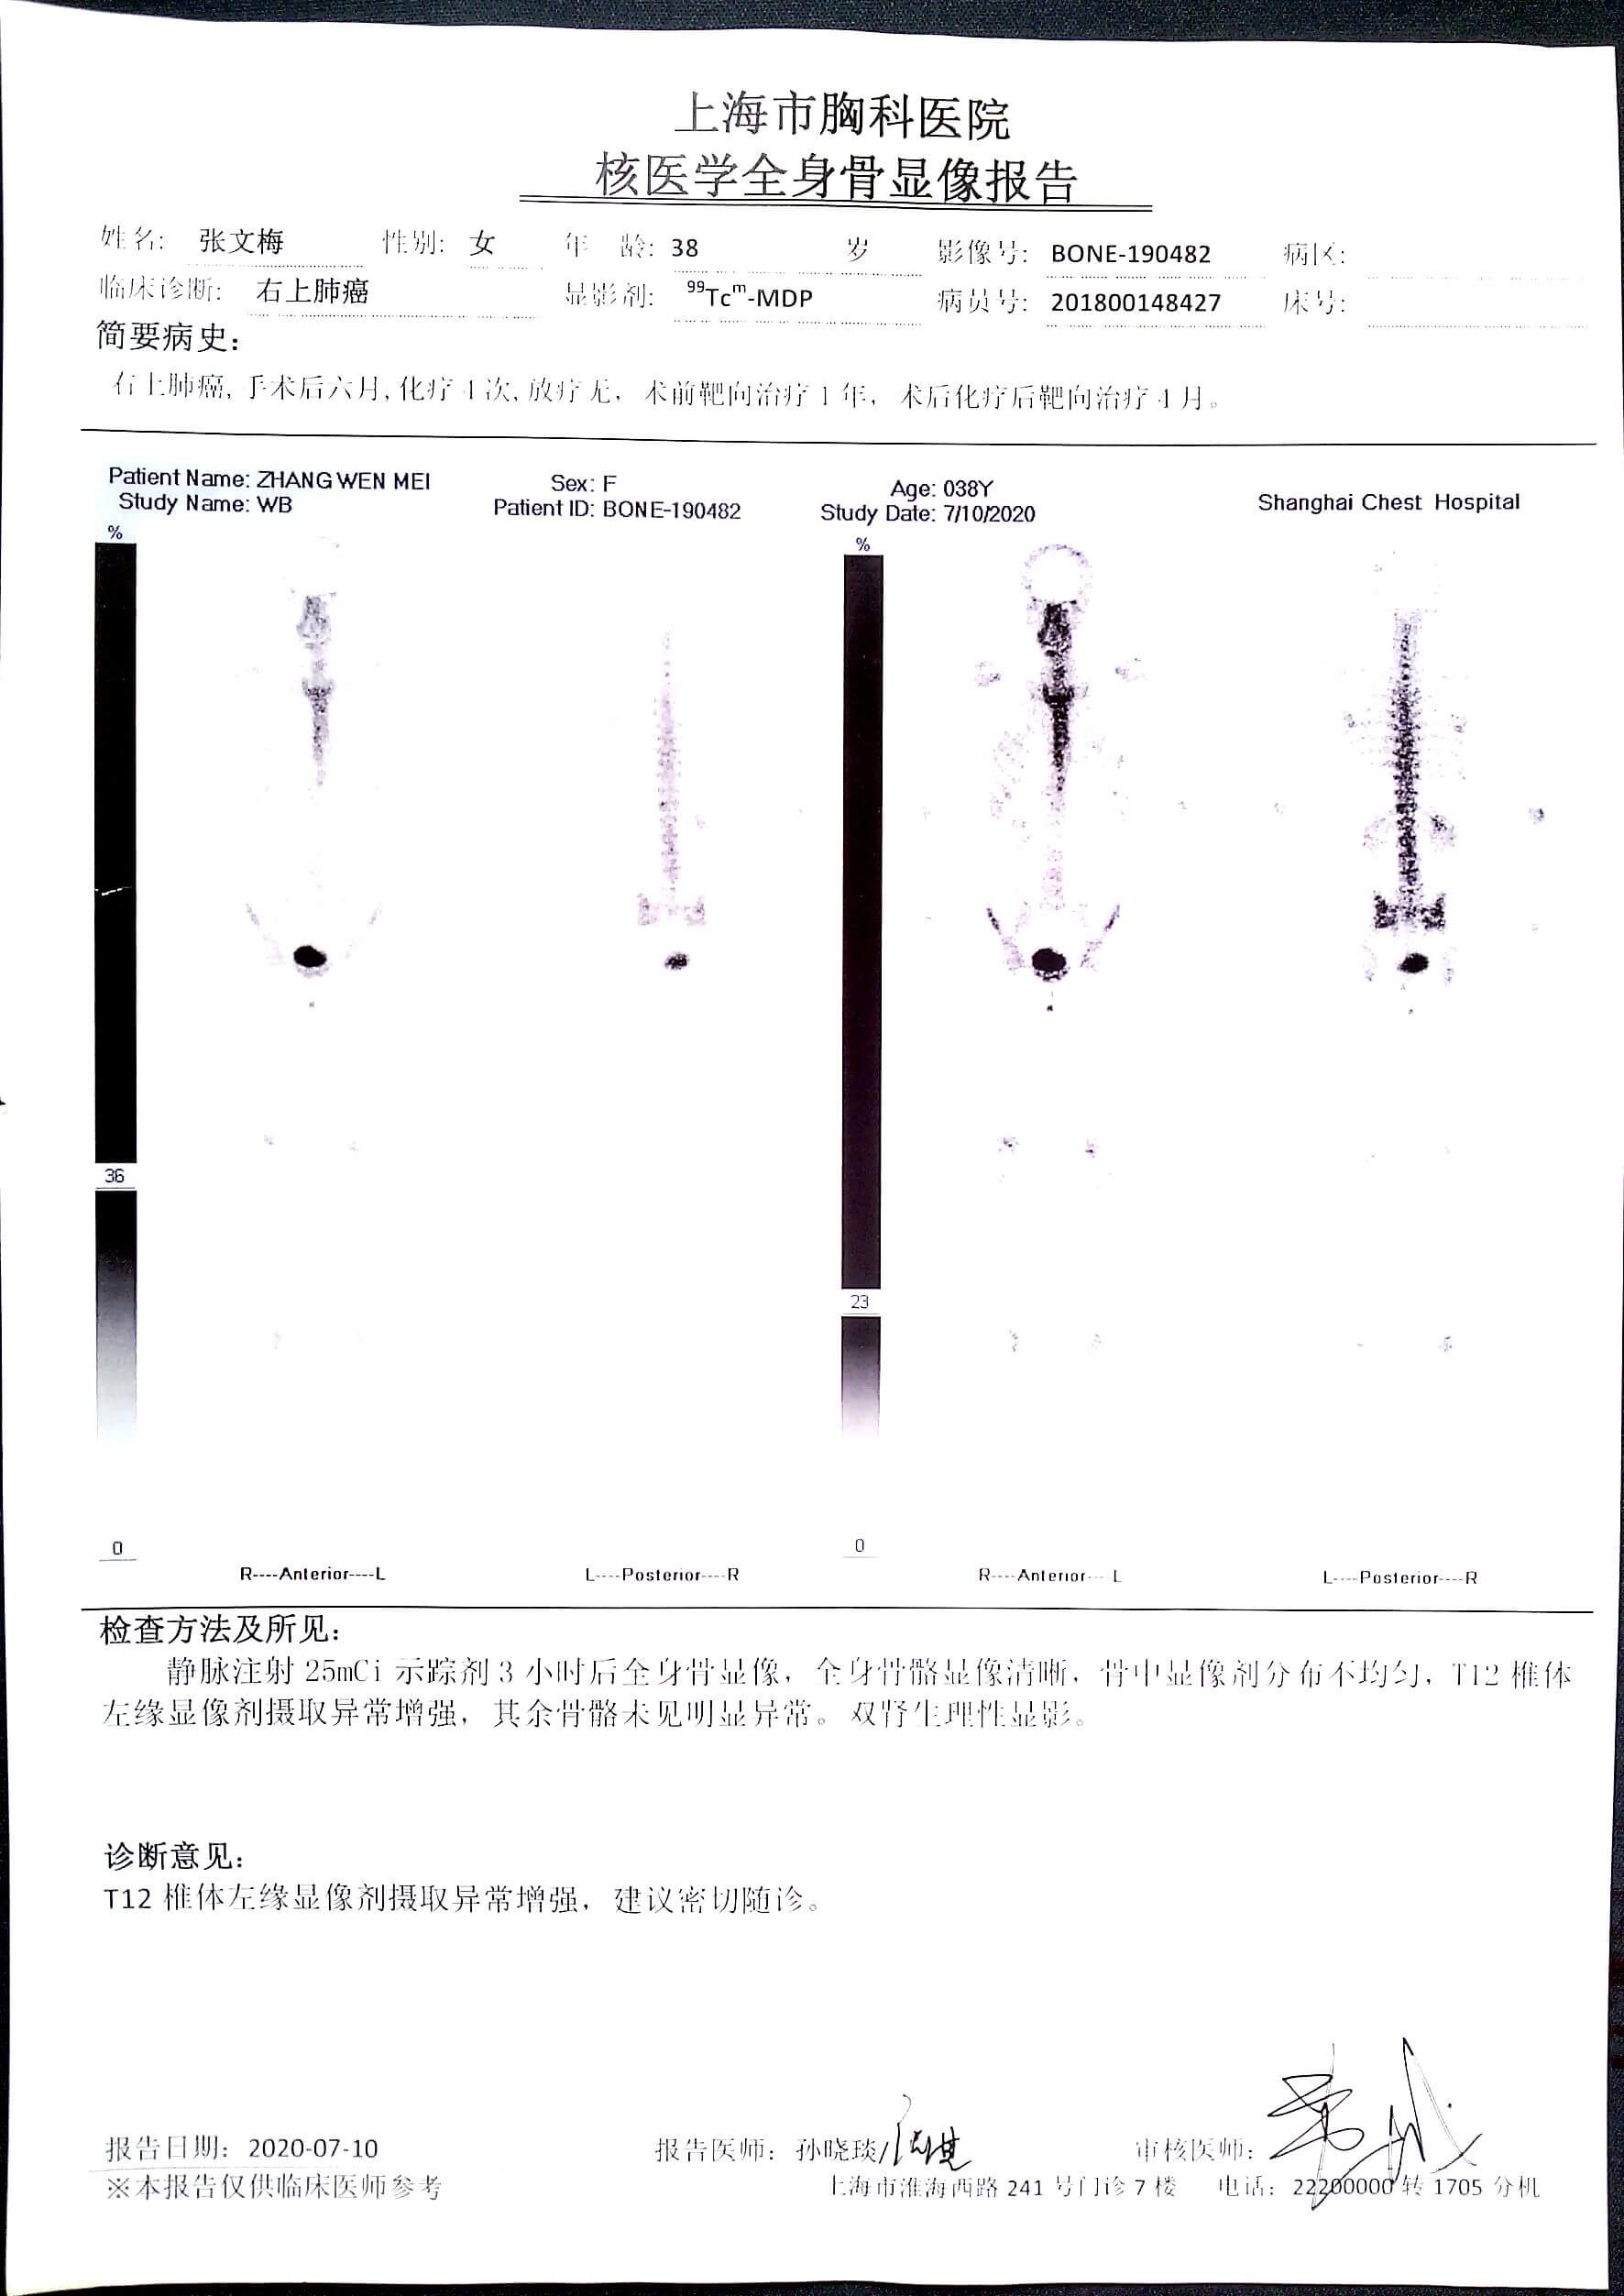 上海市胸科医院
核医学全身骨显像报告
姓名: 张文梅 性别: 女 年 龄: 38 岁 影像号: BONE-190482 病区:
临床诊断: 右上肺癌 显影剂: ⁹⁹Tcᵐ-MDP 病员号: 201800148427 床号:
简要病史:
右上肺癌, 手术后六月, 化疗 4 次, 放疗 无, 术前靶向治疗 1 年, 术后化疗后靶向治疗 4 月。
Patient Name: ZHANG WEN MEI Sex: F Age: 038Y Shanghai Chest Hospital
Study Name: WB Patient ID: BONE-190482 Study Date: 7/10/2020
% %
36
23
0 0
R----Anterior----L L----Posterior----R R----Anterior----L L----Posterior----R
检查方法及所见:
静脉注射 25mCi 示踪剂 3 小时后全身骨显像, 全身骨骼显像清晰, 骨中显像剂分布不均匀, T12 椎体
左缘显像剂摄取异常增强, 其余骨骼未见明显异常。双肾生理性显影。
诊断意见:
T12 椎体左缘显像剂摄取异常增强, 建议密切随诊。
报告日期: 2020-07-10 报告医师: 孙晓琰/ 审核医师:
※本报告仅供临床医师参考 上海市淮海西路 241 号门诊 7 楼 电话: 22200000 转 1705 分机